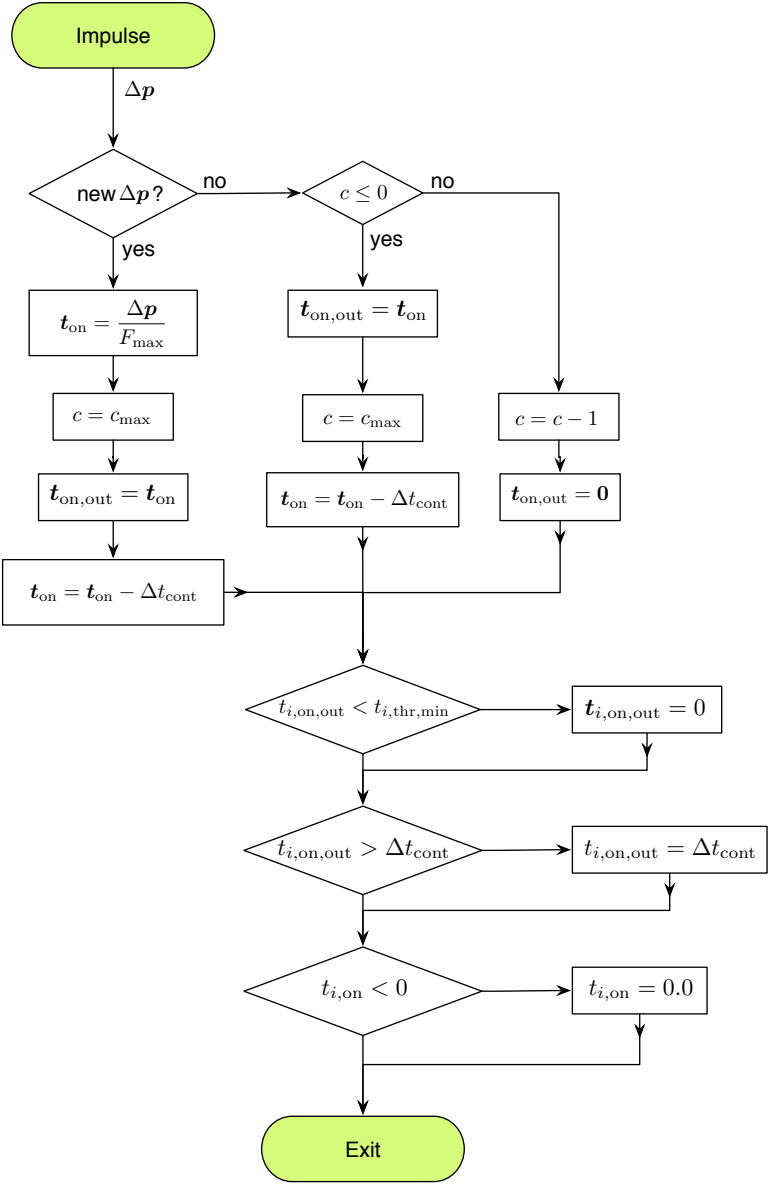 Impulse
Δp
new Δp ?
no
c ≤ 0
no
yes
yes
t_on = Δp / F_max
t_on,out = t_on
c = c_max
c = c_max
c = c − 1
t_on,out = t_on
t_on = t_on − Δt_cont
t_on,out = 0
t_on = t_on − Δt_cont
t_i,on,out < t_i,thr,min
t_i,on,out = 0
t_i,on,out > Δt_cont
t_i,on,out = Δt_cont
t_i,on < 0
t_i,on = 0.0
Exit